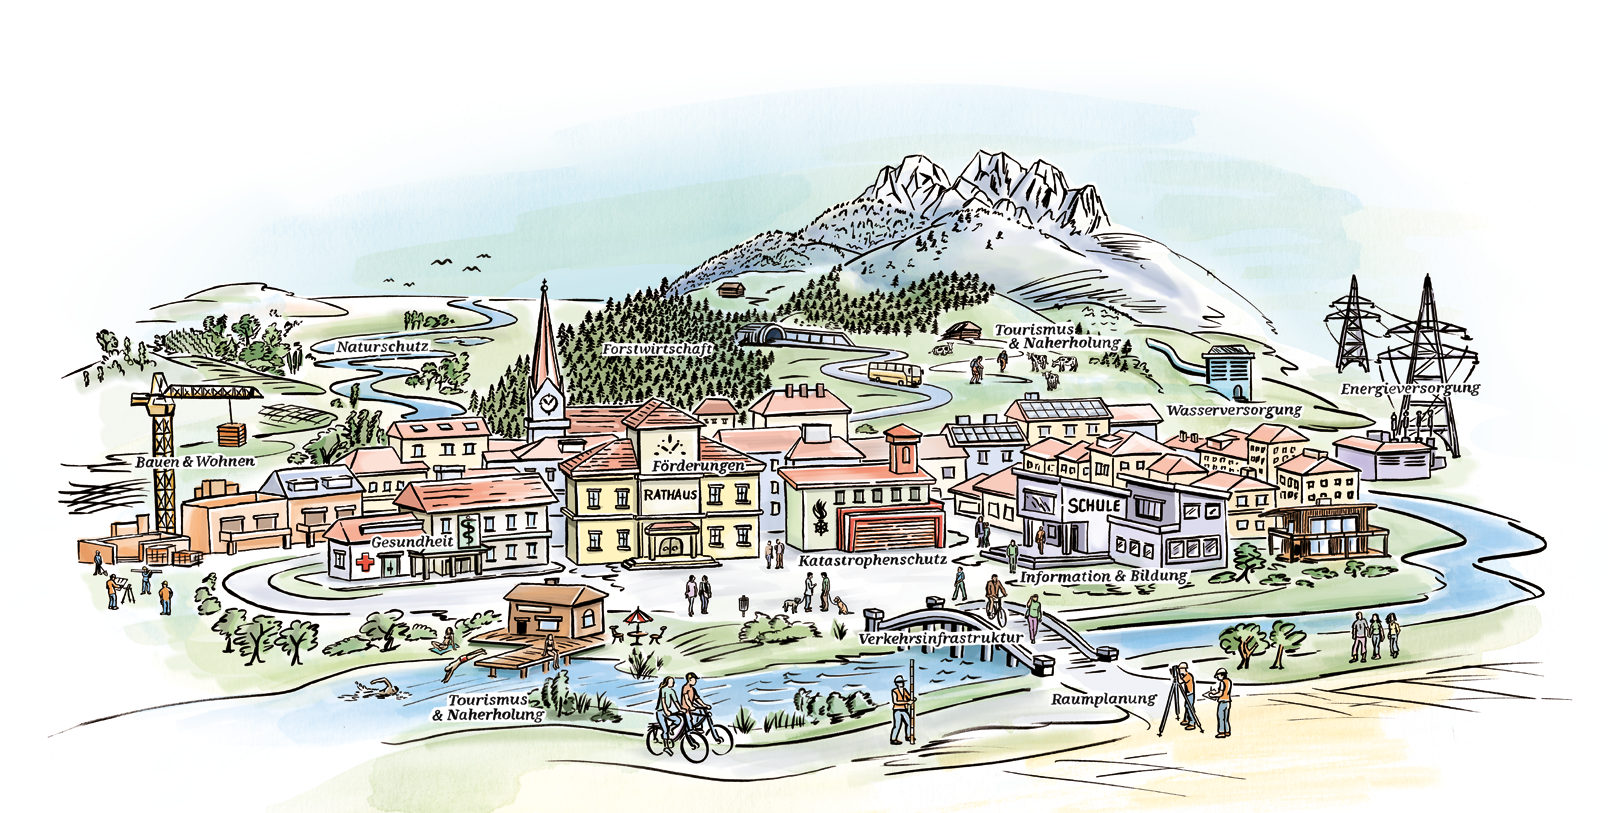 Tourismus
& Naherholung
Naturschutz
Forstwirtschaft
Energieversorgung
Wasserversorgung
Bauen & Wohnen
Förderungen
RATHAUS
SCHULE
Gesundheit
Katastrophenschutz
Information & Bildung
Verkehrsinfrastruktur
Tourismus
& Naherholung
Raumplanung